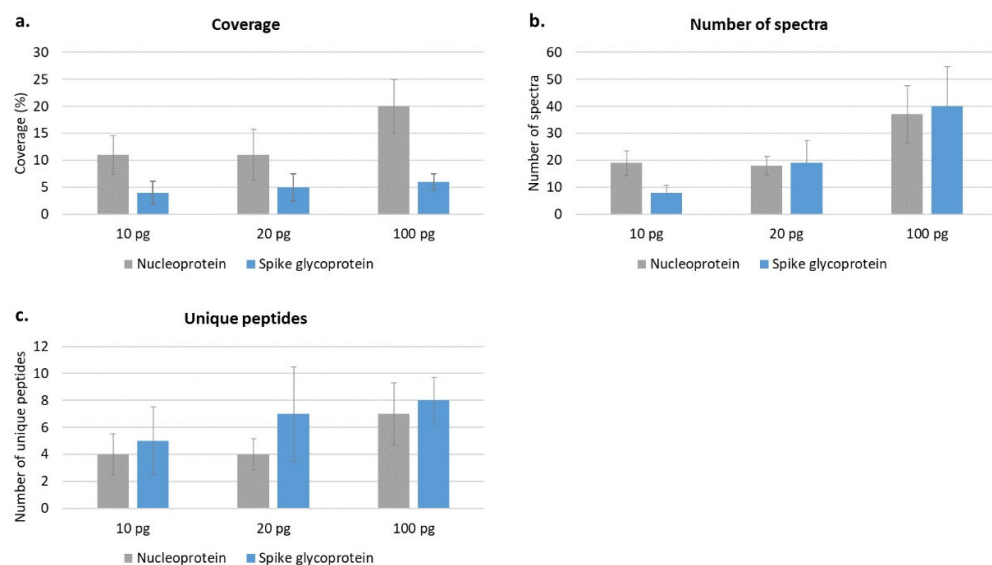 a.
Coverage
Coverage (%)
30
25
20
15
10
5
0
10 pg
20 pg
100 pg
Nucleoprotein
Spike glycoprotein
b.
Number of spectra
Number of spectra
60
50
40
30
20
10
0
10 pg
20 pg
100 pg
Nucleoprotein
Spike glycoprotein
c.
Unique peptides
Number of unique peptides
12
10
8
6
4
2
0
10 pg
20 pg
100 pg
Nucleoprotein
Spike glycoprotein